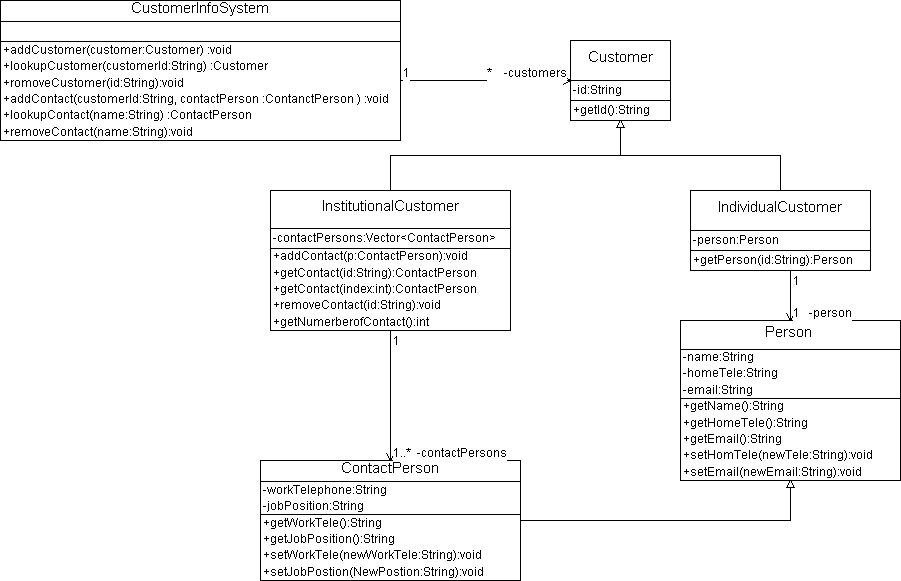 CustomerInfoSystem
+addCustomer(customer:Customer) :void
+lookupCustomer(customerId:String) :Customer
+romoveCustomer(id:String):void
+addContact(customerId:String, contactPerson :ContanctPerson ) :void
+lookupContact(name:String) :ContactPerson
+removeContact(name:String):void
1
* -customers
Customer
-id:String
+getId():String
InstitutionalCustomer
-contactPersons:Vector<ContactPerson>
+addContact(p:ContactPerson):void
+getContact(id:String):ContactPerson
+getContact(index:int):ContactPerson
+removeContact(id:String):void
+getNumerberofContact():int
1
IndividualCustomer
-person:Person
+getPerson(id:String):Person
1
1 -person
Person
-name:String
-homeTele:String
-email:String
+getName():String
+getHomeTele():String
+getEmail():String
+setHomTele(newTele:String):void
+setEmail(newEmail:String):void
1..* -contactPersons
ContactPerson
-workTelephone:String
-jobPosition:String
+getWorkTele():String
+getJobPosition():String
+setWorkTele(newWorkTele:String):void
+setJobPostion(NewPostion:String):void